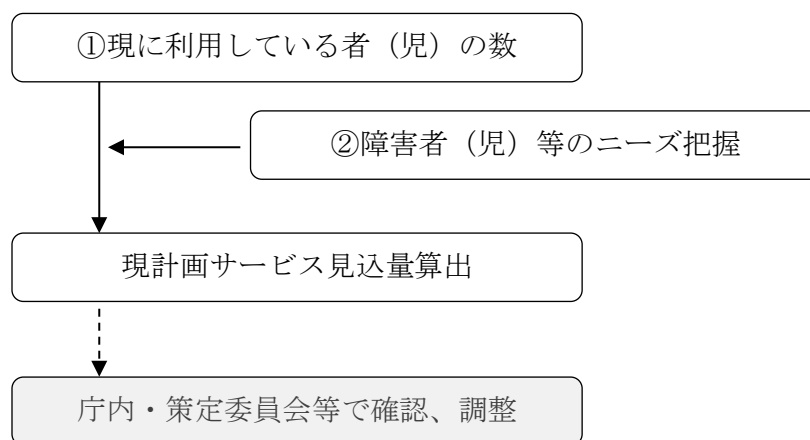 ①現に利用している者（児）の数
②障害者（児）等のニーズ把握
現計画サービス見込量算出
庁内・策定委員会等で確認、調整